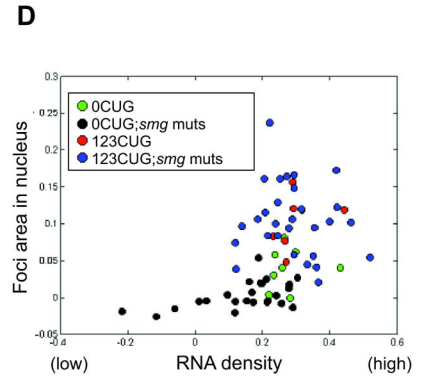 D
0.3
0.25
0.2
0.15
0.1
0.05
0
-0.05
Foci area in nucleus
0CUG
0CUG;smg muts
123CUG
123CUG;smg muts
-0.4 -0.2 0 0.2 0.4 0.6
(low) RNA density (high)